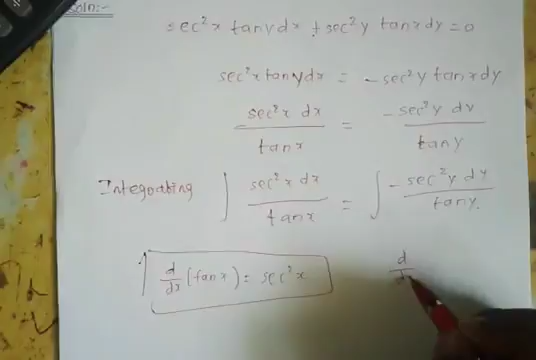 Soln:-
sec²x tany dx + sec²y tanx dy = 0
sec²x tany dx = - sec²y tanx dy
sec²x dx / tanx = - sec²y dy / tany
Integrating ∫ sec²x dx / tanx = ∫ - sec²y dy / tany.
d/dx (tanx) = sec²x
d